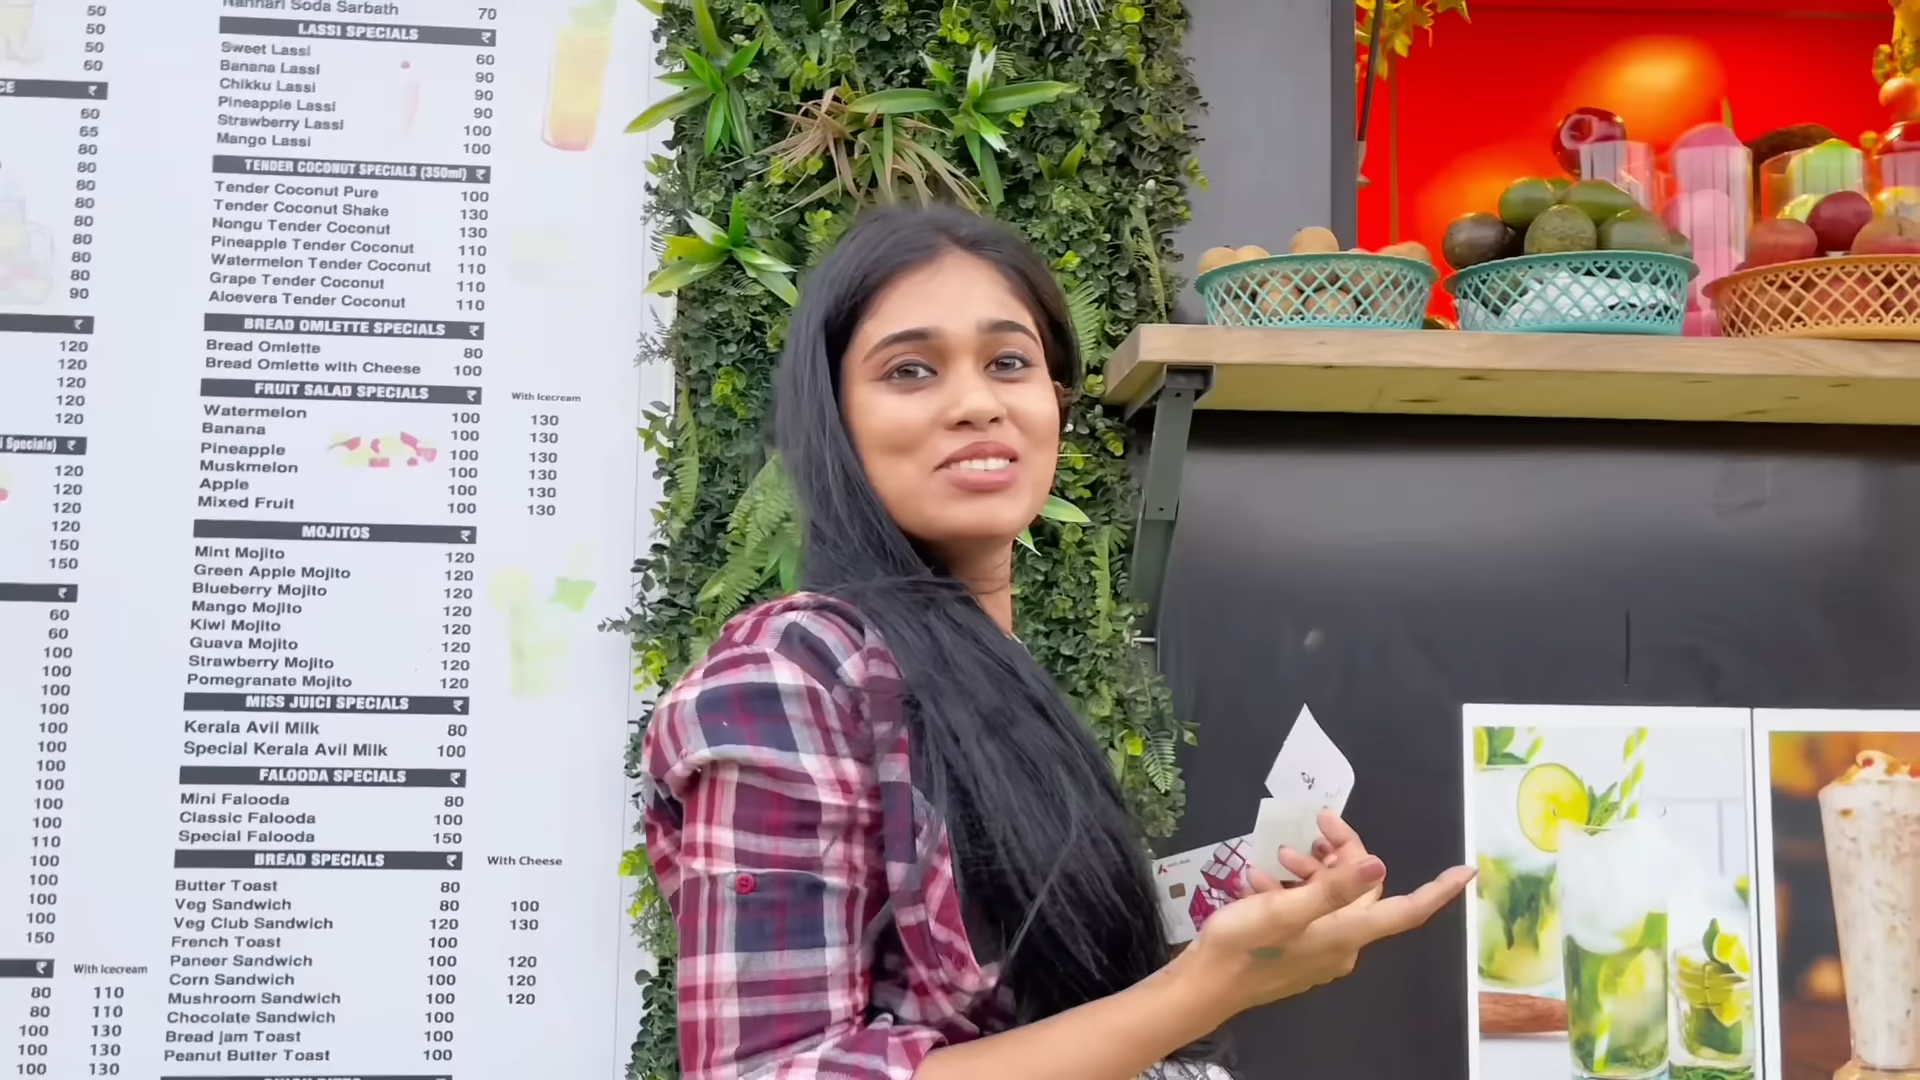 50
50
50
60
CE ₹
60
65
80
80
80
80
80
80
80
80
90
₹
120
120
120
120
120
i Specials) ₹
120
120
120
120
150
150
₹
60
60
100
100
100
100
100
100
100
100
100
100
110
100
100
100
100
150
₹ With Icecream
80 110
80 110
100 130
100 130
100 130
Nannari Soda Sarbath 70
LASSI SPECIALS ₹
Sweet Lassi 60
Banana Lassi 90
Chikku Lassi 90
Pineapple Lassi 90
Strawberry Lassi 100
Mango Lassi 100
TENDER COCONUT SPECIALS (350ml) ₹
Tender Coconut Pure 100
Tender Coconut Shake 130
Nongu Tender Coconut 130
Pineapple Tender Coconut 110
Watermelon Tender Coconut 110
Grape Tender Coconut 110
Aloevera Tender Coconut 110
BREAD OMLETTE SPECIALS ₹
Bread Omlette 80
Bread Omlette with Cheese 100
FRUIT SALAD SPECIALS ₹ With Icecream
Watermelon 100 130
Banana 100 130
Pineapple 100 130
Muskmelon 100 130
Apple 100 130
Mixed Fruit 100 130
MOJITOS ₹
Mint Mojito 120
Green Apple Mojito 120
Blueberry Mojito 120
Mango Mojito 120
Kiwi Mojito 120
Guava Mojito 120
Strawberry Mojito 120
Pomegranate Mojito 120
MISS JUICI SPECIALS ₹
Kerala Avil Milk 80
Special Kerala Avil Milk 100
FALOODA SPECIALS ₹
Mini Falooda 80
Classic Falooda 100
Special Falooda 150
BREAD SPECIALS ₹ With Cheese
Butter Toast 80
Veg Sandwich 80 100
Veg Club Sandwich 120 130
French Toast 100
Paneer Sandwich 100 120
Corn Sandwich 100 120
Mushroom Sandwich 100 120
Chocolate Sandwich 100
Bread jam Toast 100
Peanut Butter Toast 100